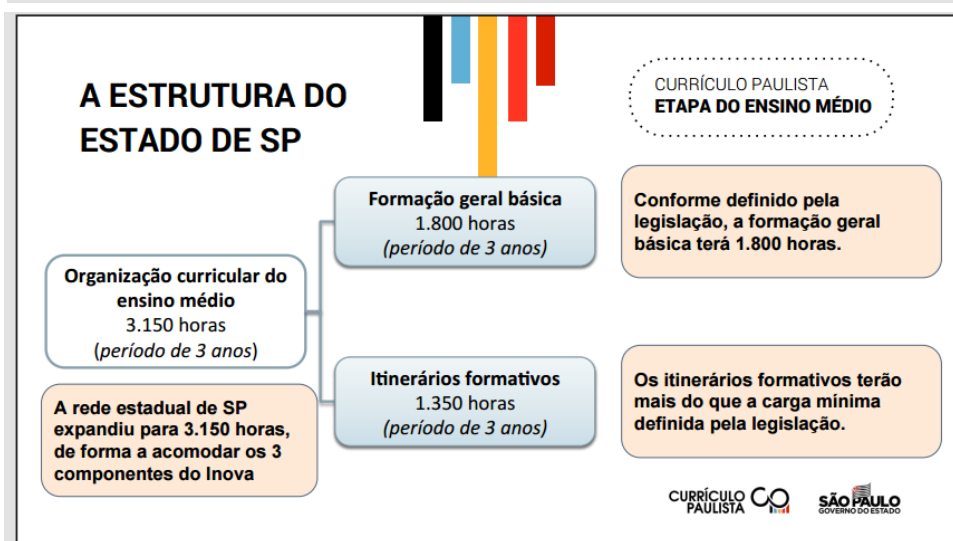 A ESTRUTURA DO
ESTADO DE SP
CURRÍCULO PAULISTA
ETAPA DO ENSINO MÉDIO
Formação geral básica
1.800 horas
(período de 3 anos)
Conforme definido pela
legislação, a formação geral
básica terá 1.800 horas.
Organização curricular do
ensino médio
3.150 horas
(período de 3 anos)
Itinerários formativos
1.350 horas
(período de 3 anos)
Os itinerários formativos terão
mais do que a carga mínima
definida pela legislação.
A rede estadual de SP
expandiu para 3.150 horas,
de forma a acomodar os 3
componentes do Inova
CURRÍCULO
PAULISTA
SÃO PAULO
GOVERNO DO ESTADO